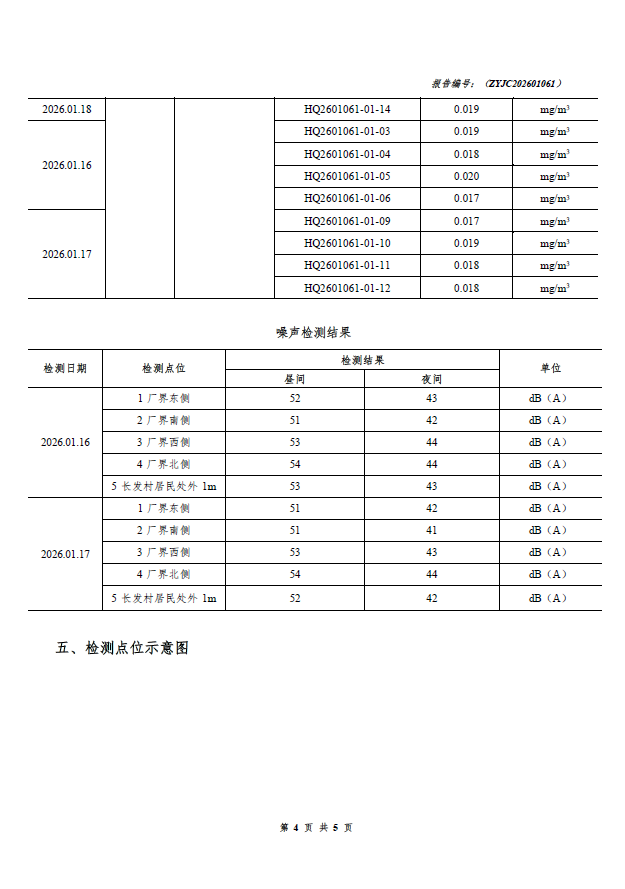 报告编号：（ZYJC202601061）
2026.01.18 HQ2601061-01-14 0.019 mg/m³
2026.01.16 HQ2601061-01-03 0.019 mg/m³
HQ2601061-01-04 0.018 mg/m³
HQ2601061-01-05 0.020 mg/m³
HQ2601061-01-06 0.017 mg/m³
2026.01.17 HQ2601061-01-09 0.017 mg/m³
HQ2601061-01-10 0.019 mg/m³
HQ2601061-01-11 0.018 mg/m³
HQ2601061-01-12 0.018 mg/m³
噪声检测结果
检测日期 检测点位 检测结果 单位
昼间 夜间
2026.01.16 1 厂界东侧 52 43 dB（A）
2 厂界南侧 51 42 dB（A）
3 厂界西侧 53 44 dB（A）
4 厂界北侧 54 44 dB（A）
5 长发村居民处外 1m 53 43 dB（A）
2026.01.17 1 厂界东侧 51 42 dB（A）
2 厂界南侧 51 41 dB（A）
3 厂界西侧 53 43 dB（A）
4 厂界北侧 54 44 dB（A）
5 长发村居民处外 1m 52 42 dB（A）
五、检测点位示意图
第 4 页 共 5 页